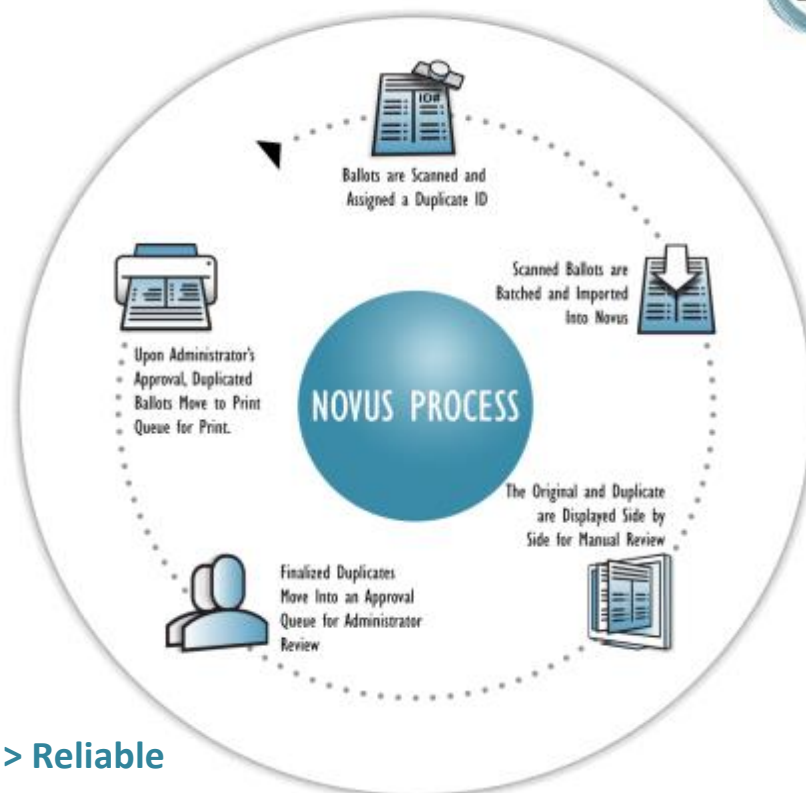 IO#
Ballots are Scanned and
Assigned a Duplicate ID
Scanned Ballots are
Batched and Imported
Into Novus
The Original and Duplicate
are Displayed Side by
Side for Manual Review
Finalized Duplicates
Move Into an Approval
Queue for Administrator
Review
Upon Administrator's
Approval, Duplicated
Ballots Move to Print
Queue for Print.
NOVUS PROCESS
> Reliable